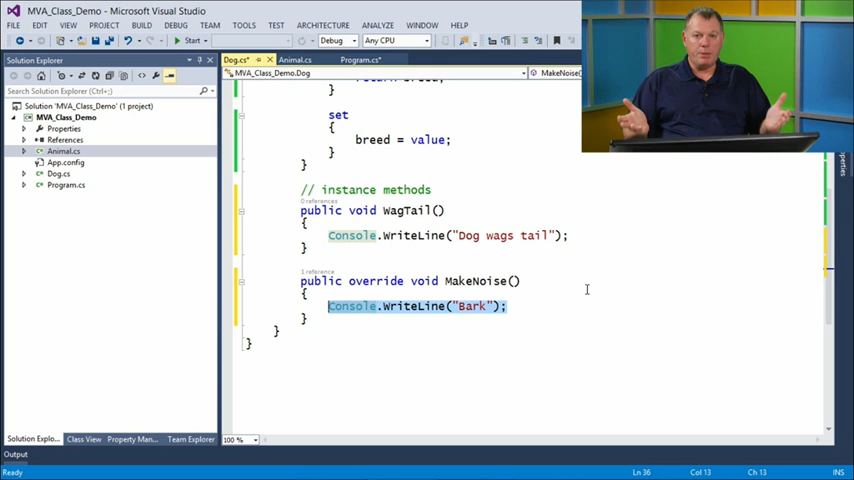 MVA_Class_Demo - Microsoft Visual Studio
FILE EDIT VIEW PROJECT BUILD DEBUG TEAM TOOLS TEST ARCHITECTURE ANALYZE WINDOW HELP
Start Debug Any CPU
Solution Explorer
Search Solution Explorer (Ctrl+;)
Solution 'MVA_Class_Demo' (1 project)
MVA_Class_Demo
Properties
References
Animal.cs
App.config
Dog.cs
Program.cs
Solution Explo... Class View Property Man... Team Explorer
Dog.cs* Animal.cs Program.cs*
MVA_Class_Demo.Dog MakeNoise()
return breed;
}
set
{
breed = value;
}
}
// instance methods
0 references
public void WagTail()
{
Console.WriteLine("Dog wags tail");
}
1 reference
public override void MakeNoise()
{
Console.WriteLine("Bark");
}
}
}
100 %
Properties
Output
Ready Ln 36 Col 13 Ch 13 INS